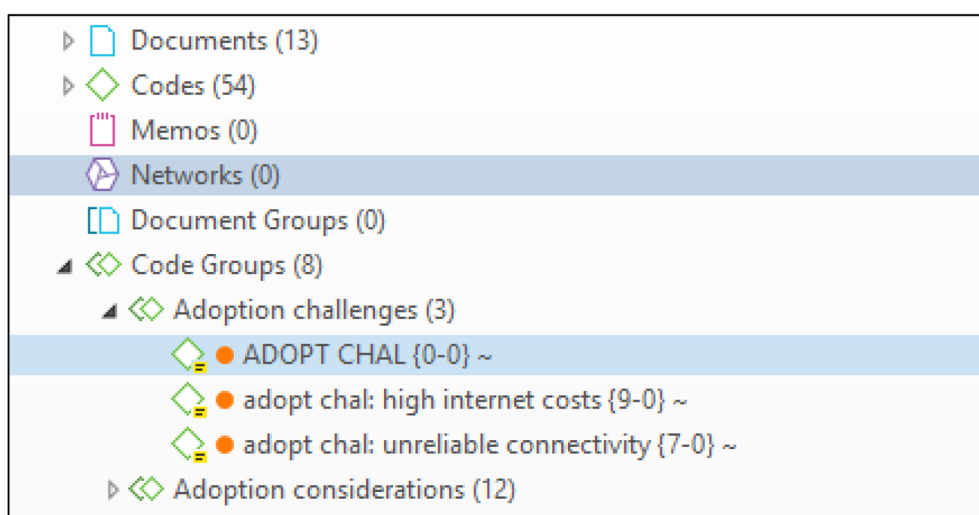 Documents (13)
Codes (54)
Memos (0)
Networks (0)
Document Groups (0)
Code Groups (8)
Adoption challenges (3)
ADOPT CHAL {0-0} ~
adopt chal: high internet costs {9-0} ~
adopt chal: unreliable connectivity {7-0} ~
Adoption considerations (12)